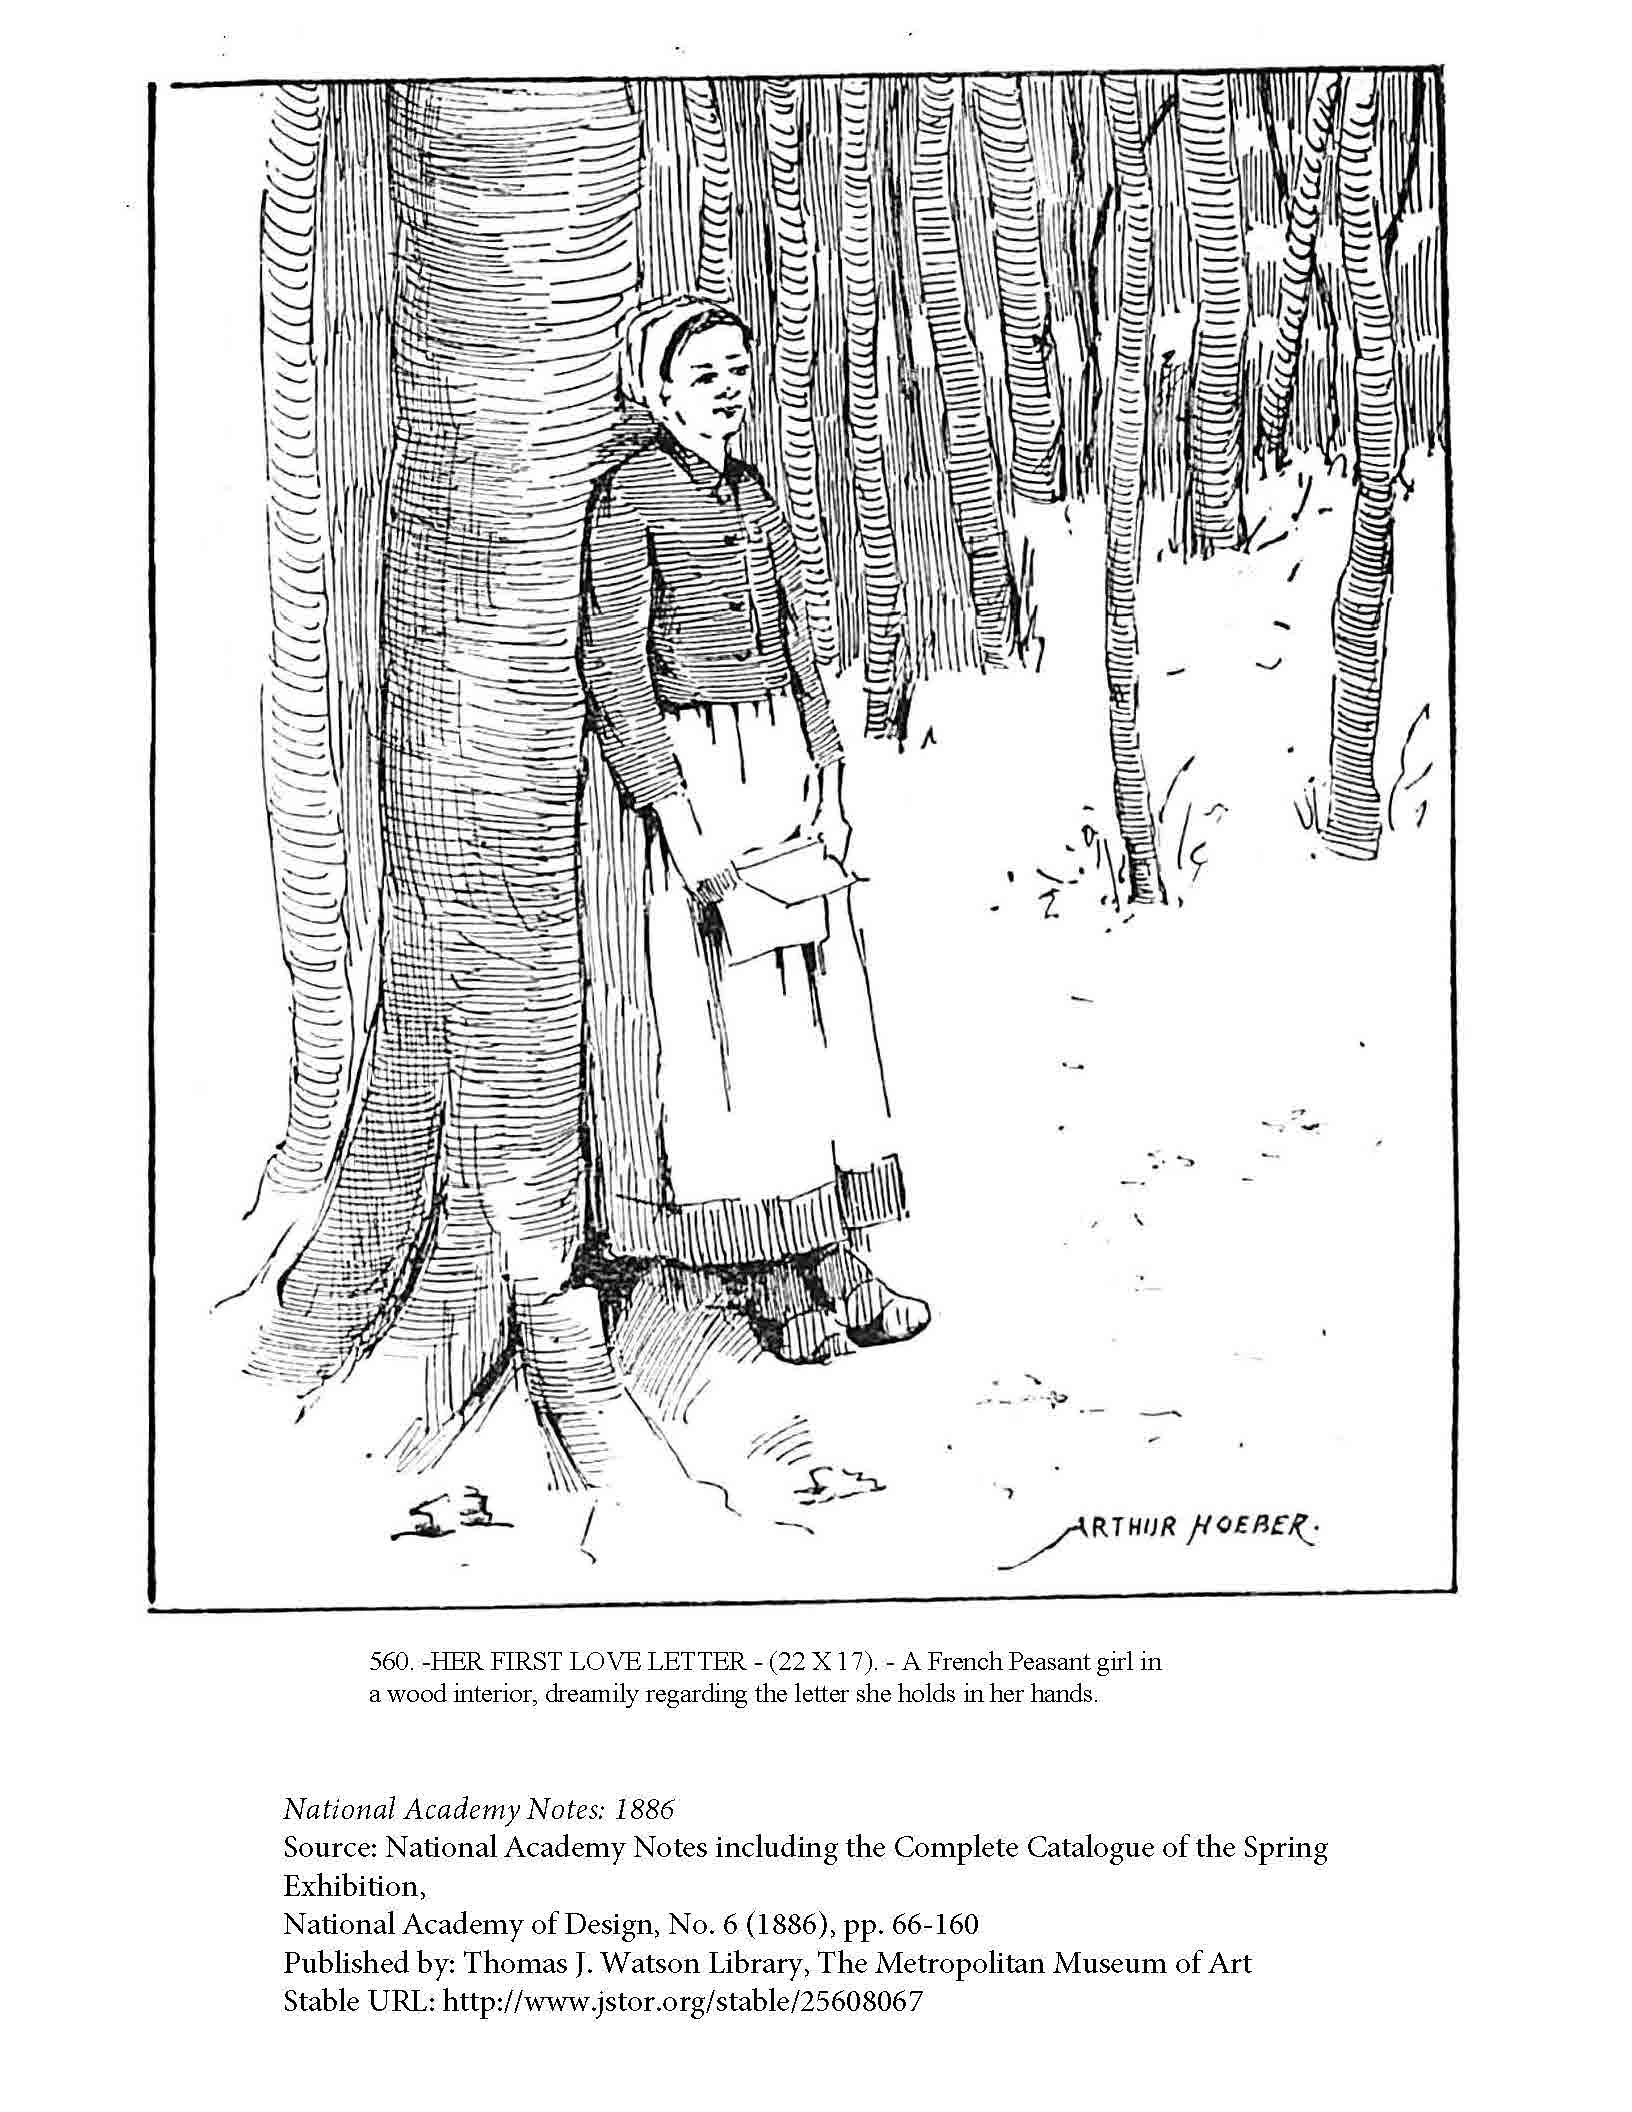 ARTHUR HOEBER.
560. -HER FIRST LOVE LETTER - (22 X 17). - A French Peasant girl in
a wood interior, dreamily regarding the letter she holds in her hands.
National Academy Notes: 1886
Source: National Academy Notes including the Complete Catalogue of the Spring
Exhibition,
National Academy of Design, No. 6 (1886), pp. 66-160
Published by: Thomas J. Watson Library, The Metropolitan Museum of Art
Stable URL: http://www.jstor.org/stable/25608067